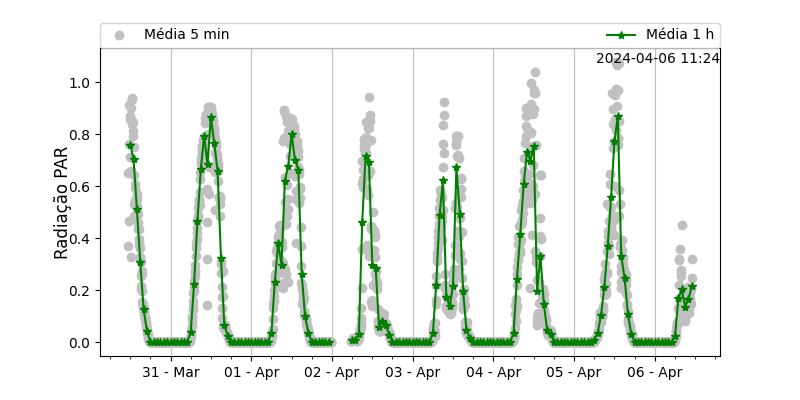 Média 5 min
Média 1 h
2024-04-06 11:24
Radiação PAR
1.0
0.8
0.6
0.4
0.2
0.0
31 - Mar
01 - Apr
02 - Apr
03 - Apr
04 - Apr
05 - Apr
06 - Apr